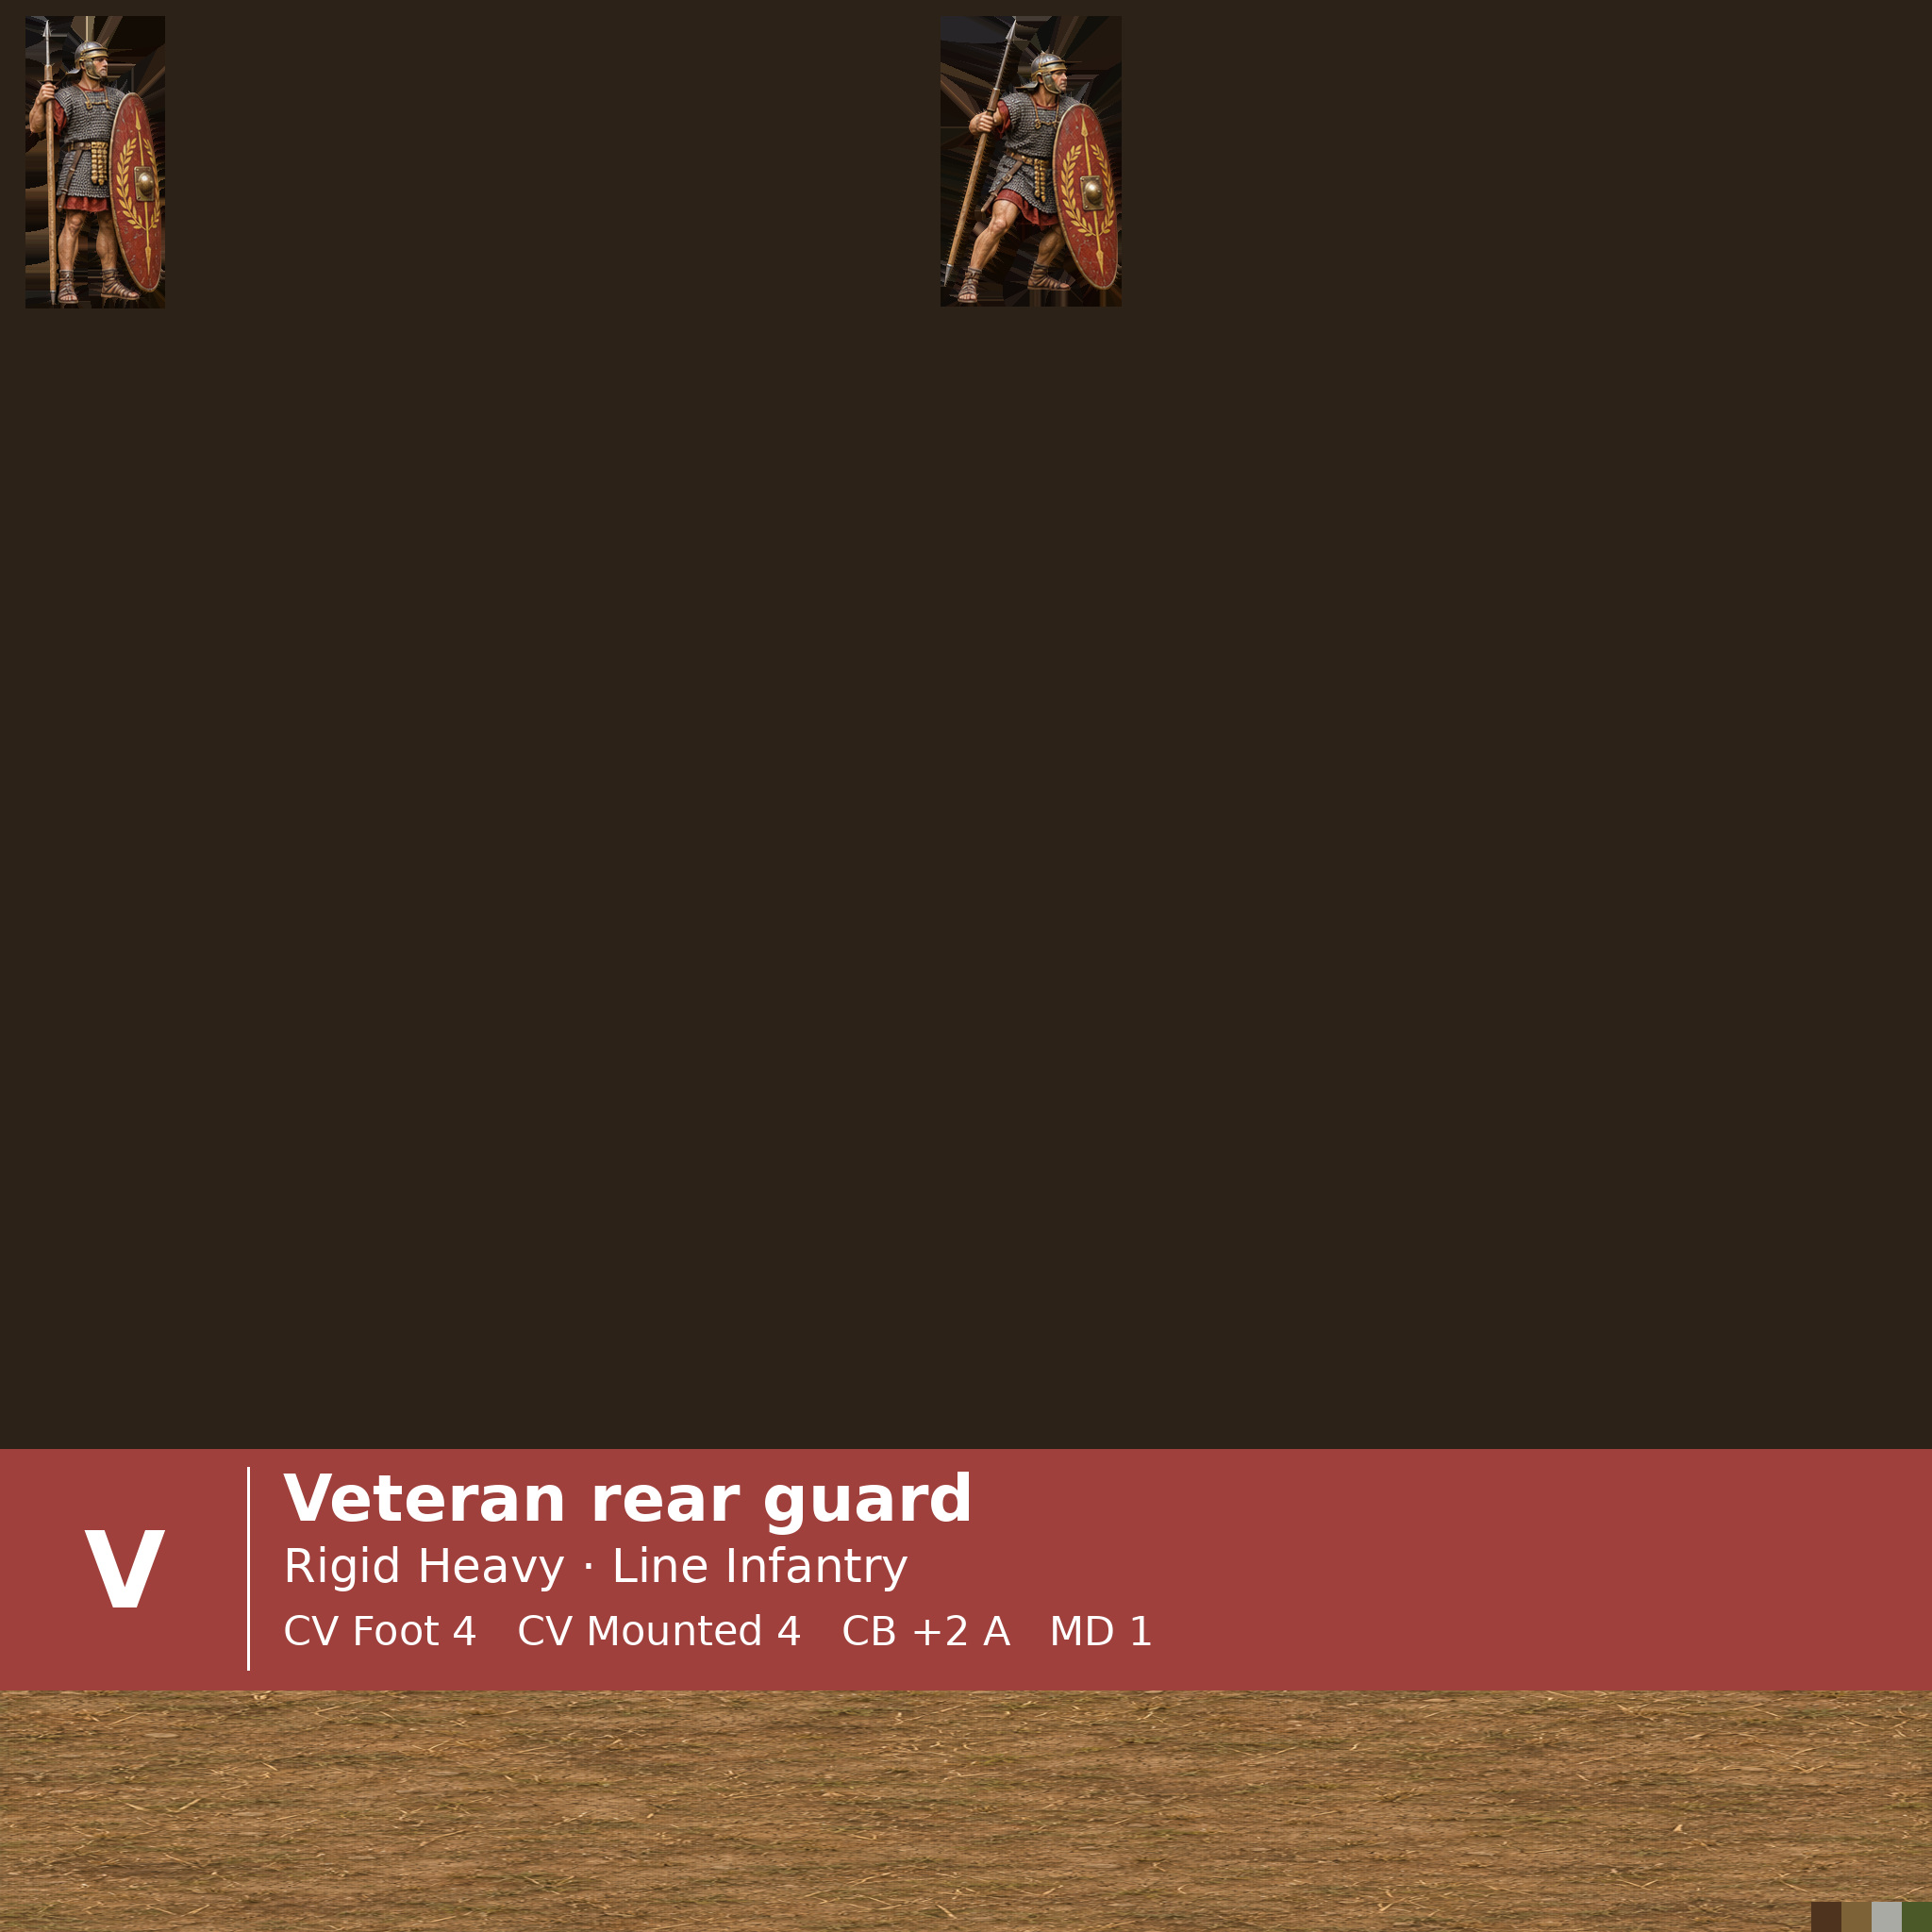 V
Veteran rear guard
Rigid Heavy · Line Infantry
CV Foot 4   CV Mounted 4   CB +2 A   MD 1